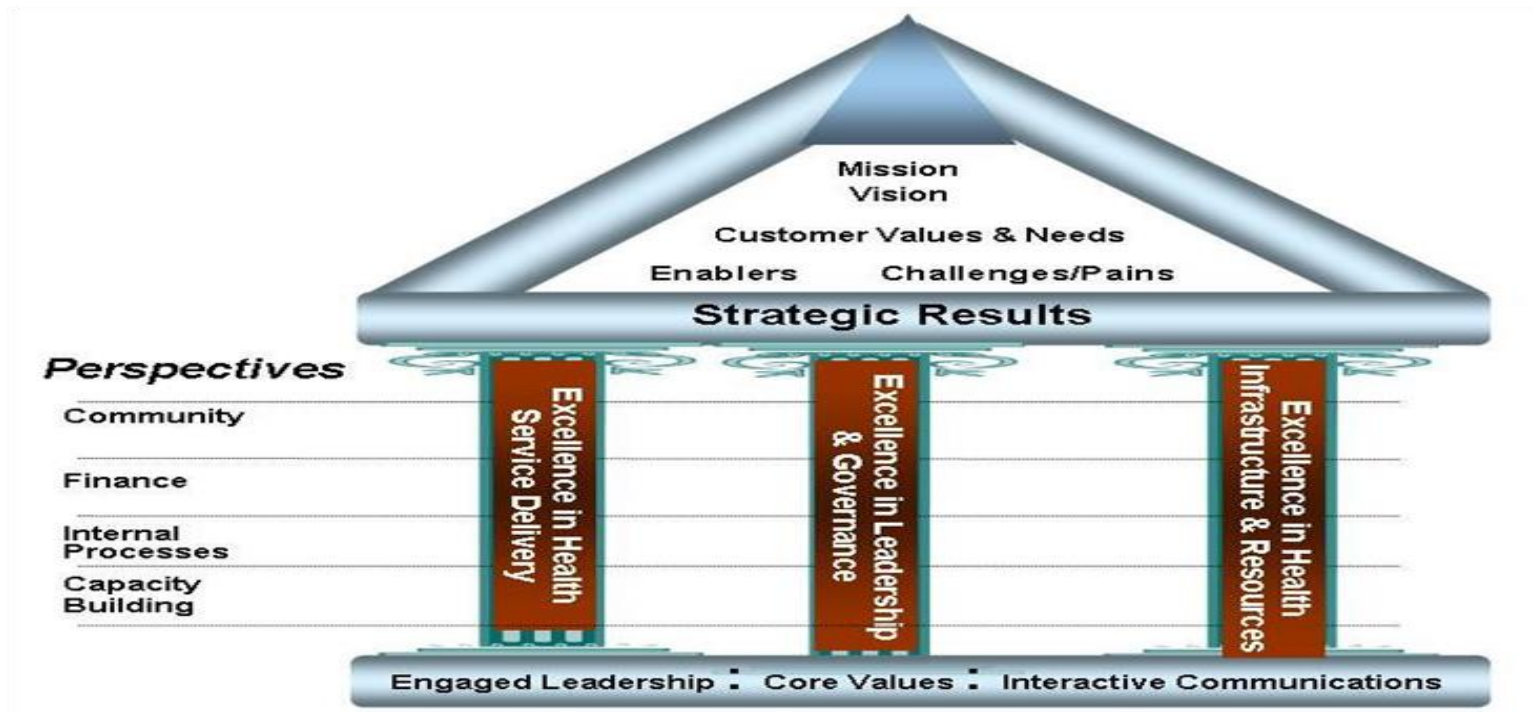 Mission
Vision
Customer Values & Needs
Enablers Challenges/Pains
Strategic Results
Perspectives
Community
Finance
Internal
Processes
Capacity
Building
Excellence in Health
Service Delivery
Excellence in Leadership
& Governance
Excellence in Health
Infrastructure & Resources
Engaged Leadership : Core Values : Interactive Communications